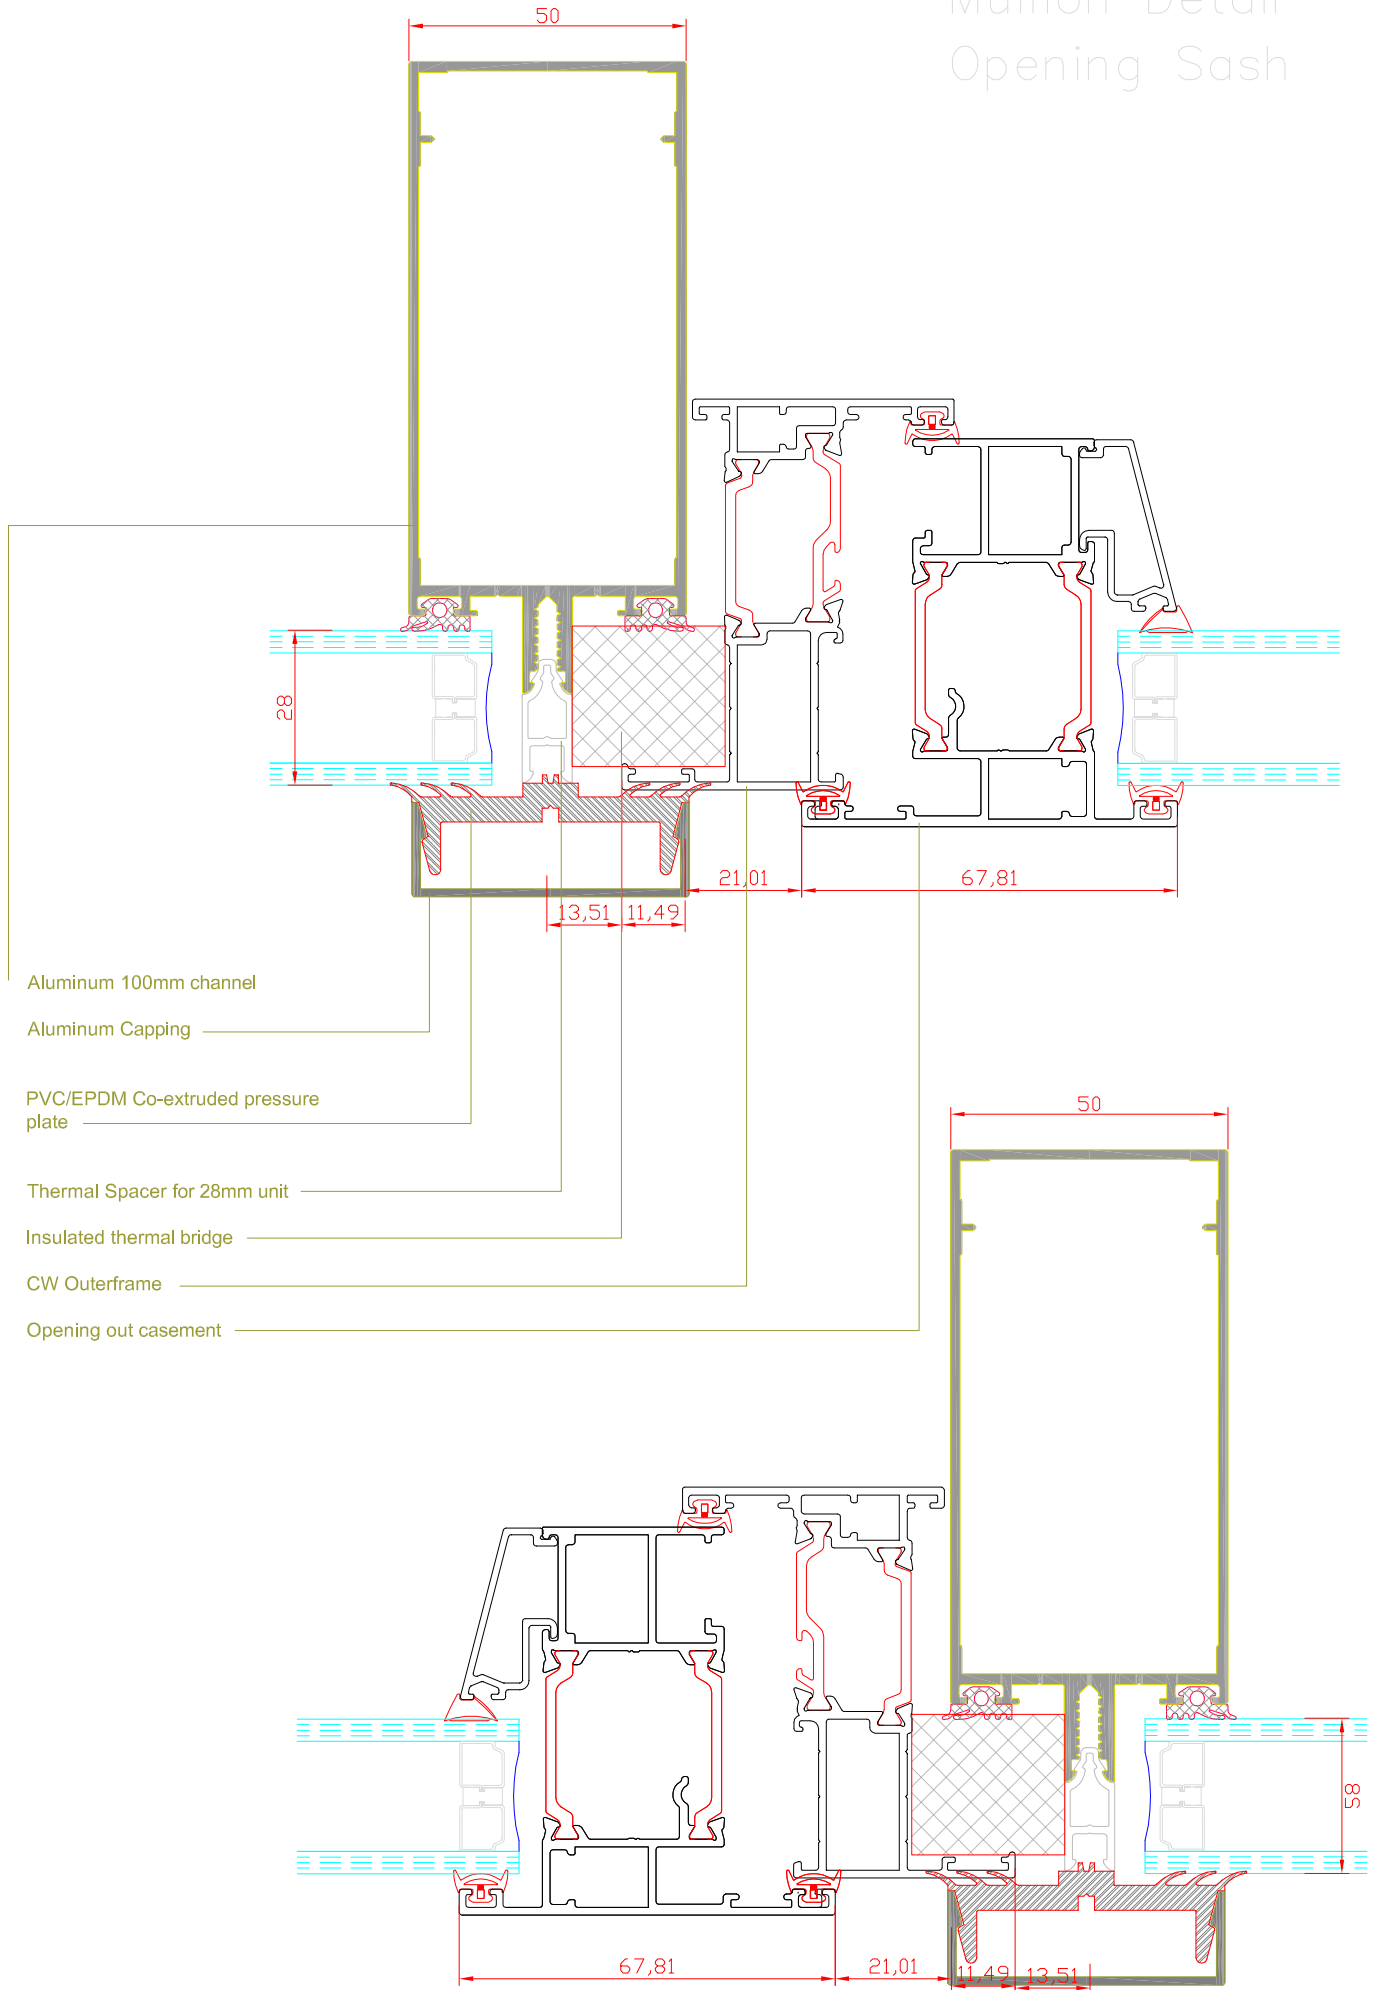 Mullion Detail
Opening Sash
50
28
21,01
67,81
13,51
11,49
Aluminum 100mm channel
Aluminum Capping
PVC/EPDM Co-extruded pressure
plate
Thermal Spacer for 28mm unit
Insulated thermal bridge
CW Outerframe
Opening out casement
50
58
67,81
21,01
11,49
13,51